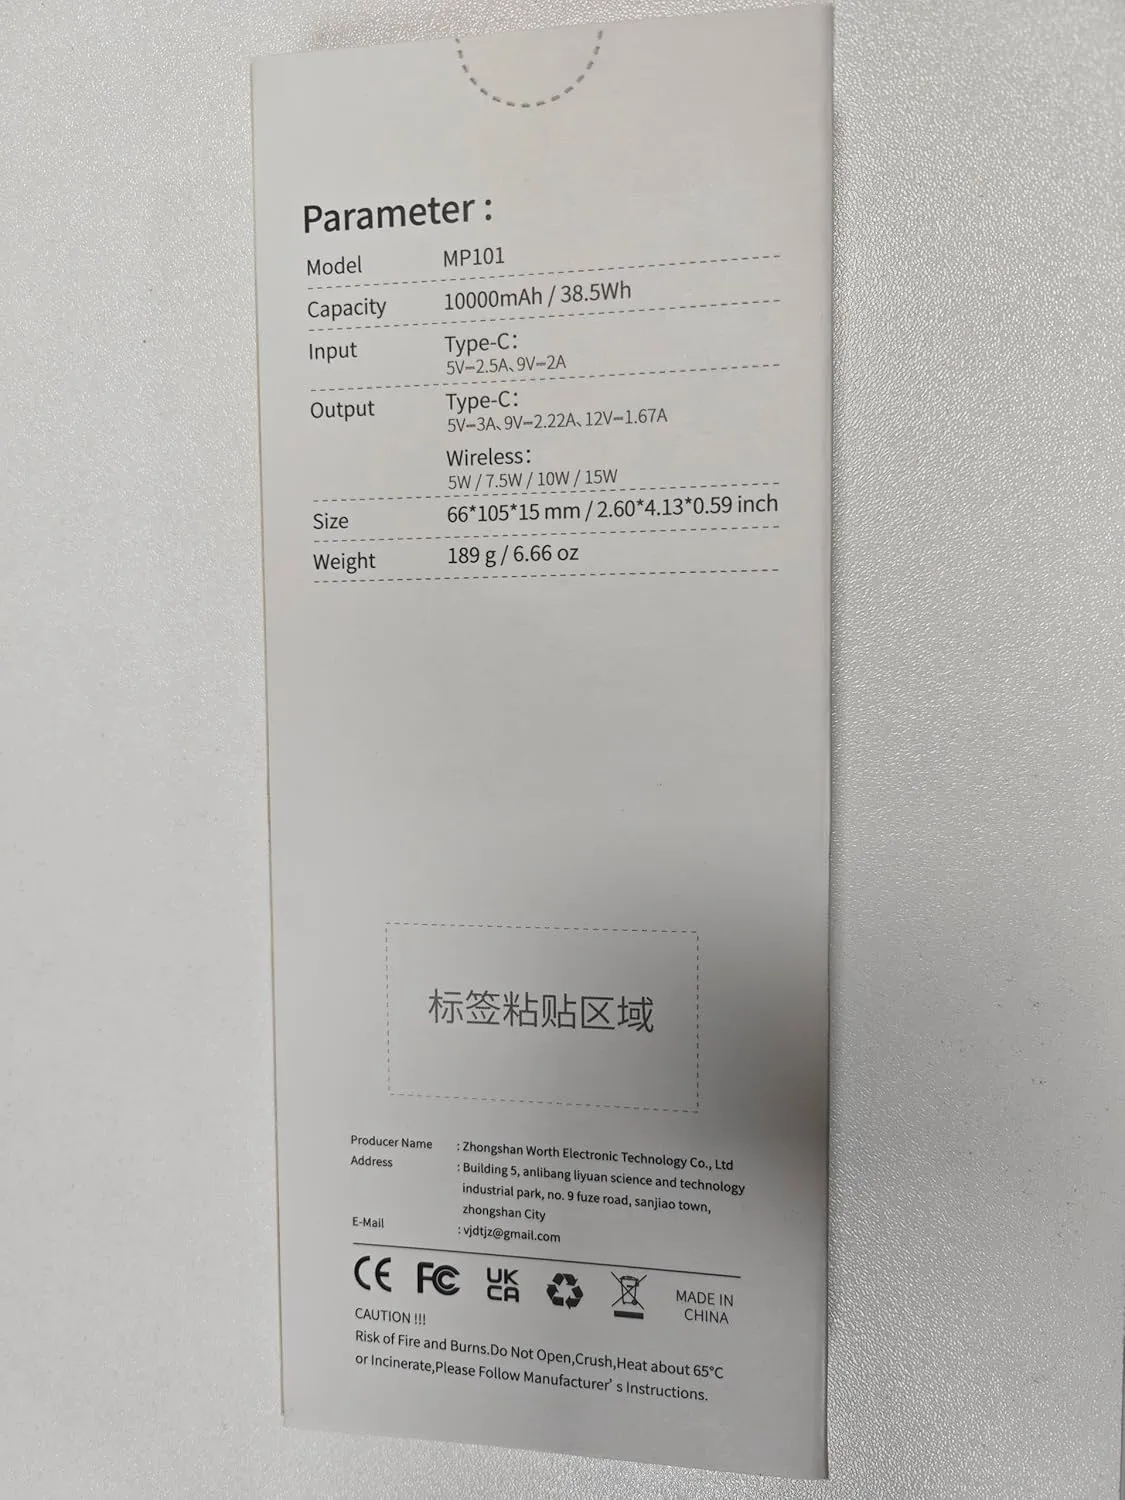 Parameter :
Model MP101
Capacity 10000mAh / 38.5Wh
Input Type-C:
5V⎓2.5A、9V⎓2A
Output Type-C:
5V⎓3A、9V⎓2.22A、12V⎓1.67A
Wireless:
5W / 7.5W / 10W / 15W
Size 66*105*15 mm / 2.60*4.13*0.59 inch
Weight 189 g / 6.66 oz
标签粘贴区域
Producer Name : Zhongshan Worth Electronic Technology Co., Ltd
Address : Building 5, anlibang liyuan science and technology
industrial park, no. 9 fuze road, sanjiao town,
zhongshan City
E-Mail : vjdtjz@gmail.com
CE FC UK
CA
MADE IN
CHINA
CAUTION !!!
Risk of Fire and Burns.Do Not Open,Crush,Heat about 65°C
or Incinerate,Please Follow Manufacturer's Instructions.